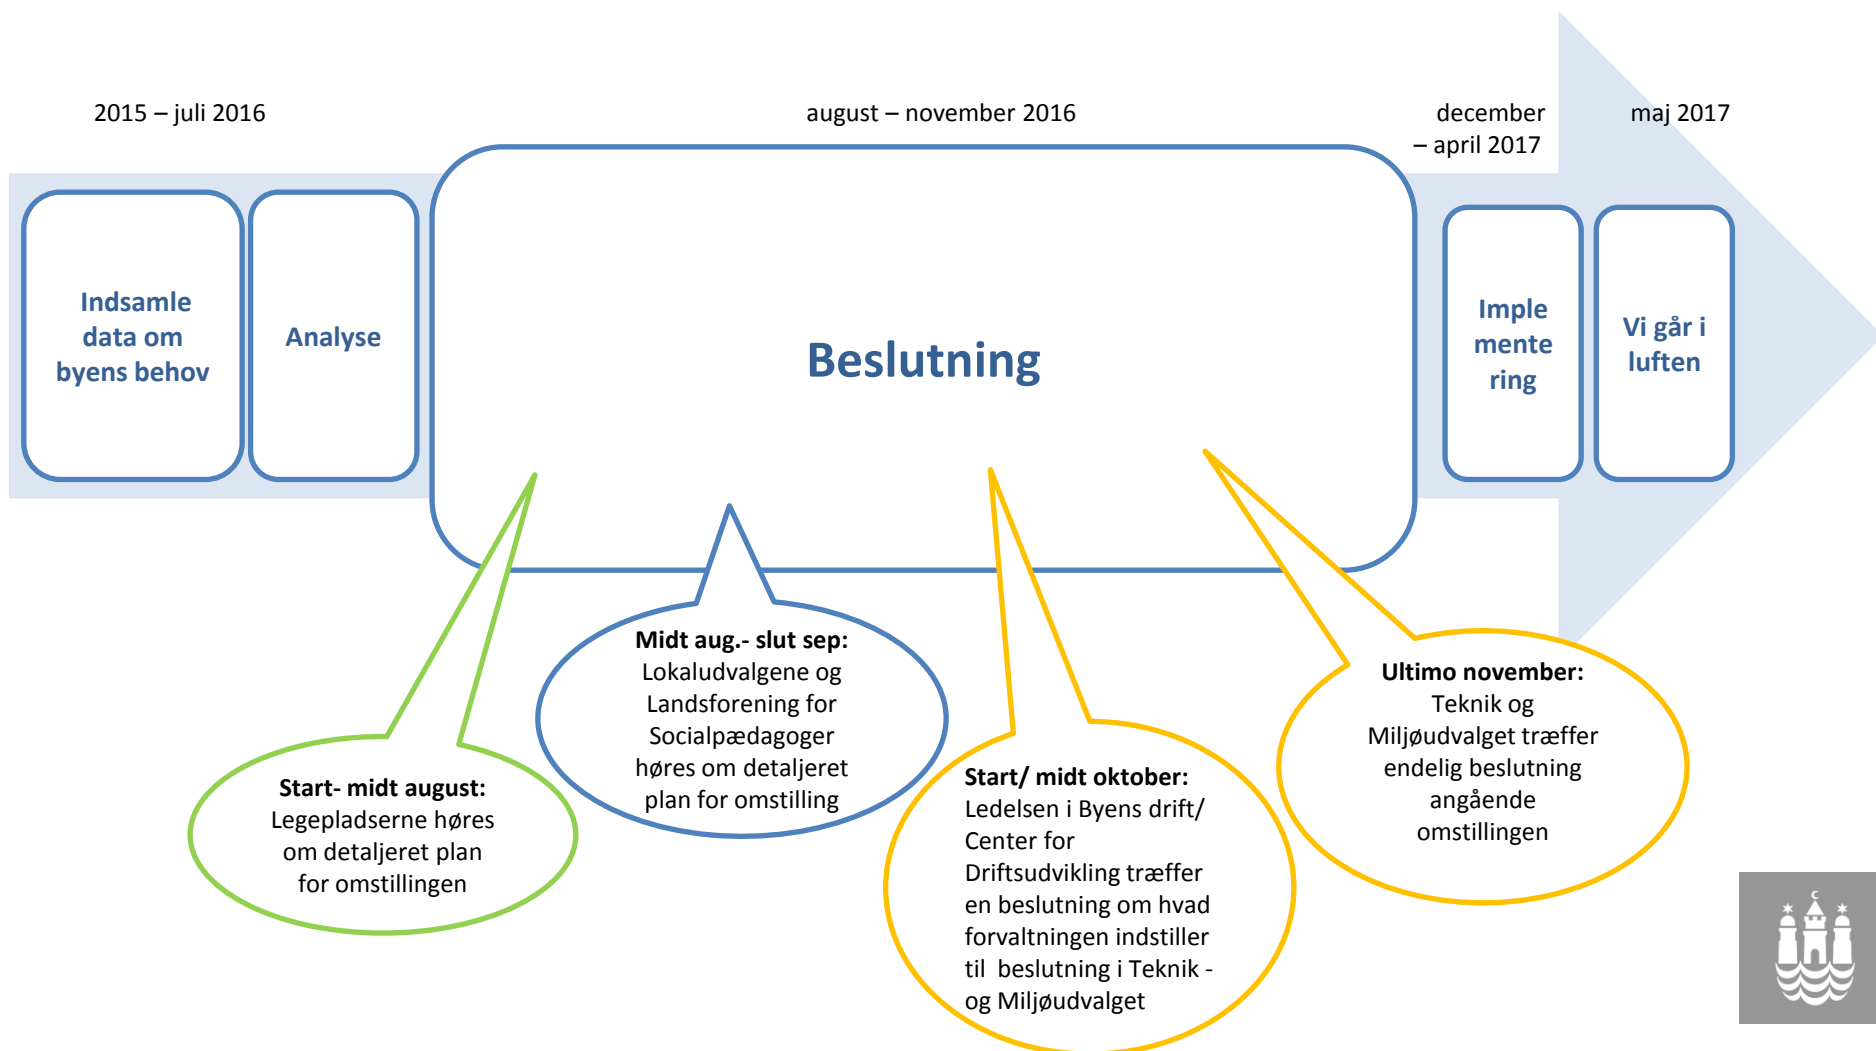 2015 – juli 2016
august – november 2016
december
– april 2017
maj 2017
Indsamle
data om
byens behov
Analyse
Beslutning
Imple
mente
ring
Vi går i
luften
Start- midt august:
Legepladserne høres
om detaljeret plan
for omstillingen
Midt aug.- slut sep:
Lokaludvalgene og
Landsforening for
Socialpædagoger
høres om detaljeret
plan for omstilling
Start/ midt oktober:
Ledelsen i Byens drift/
Center for
Driftsudvikling træffer
en beslutning om hvad
forvaltningen indstiller
til  beslutning i Teknik -
og Miljøudvalget
Ultimo november:
Teknik og
Miljøudvalget træffer
endelig beslutning
angående
omstillingen